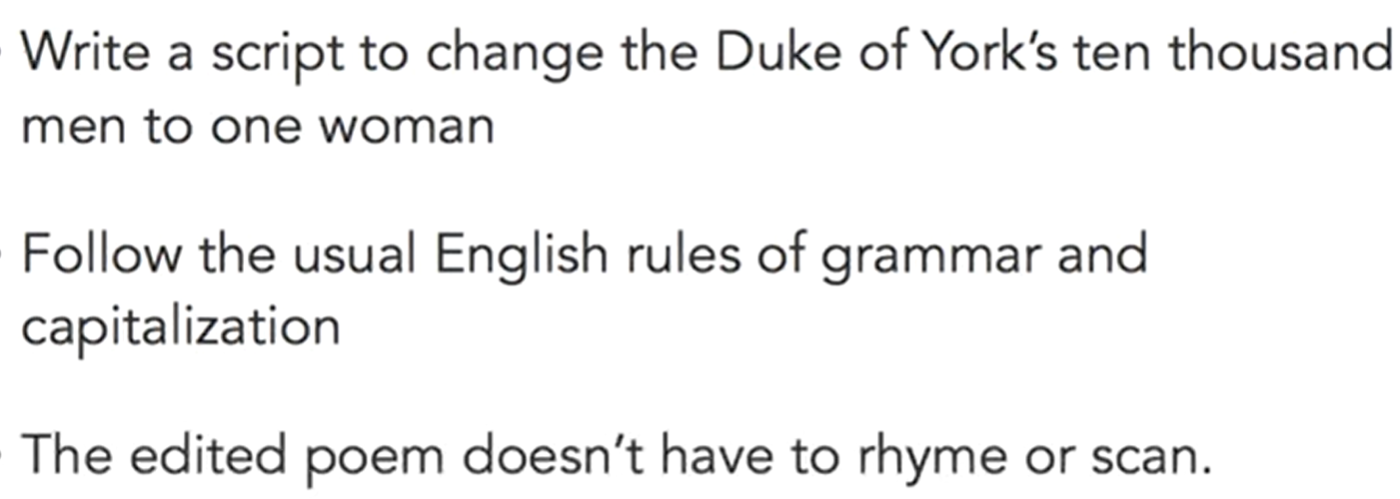 Write a script to change the Duke of York’s ten thousand
men to one woman
Follow the usual English rules of grammar and
capitalization
The edited poem doesn’t have to rhyme or scan.